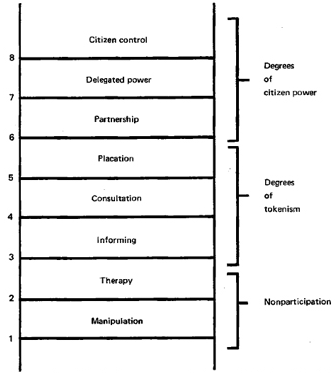 Citizen control
8
Delegated power
7
Partnership
6
Placation
5
Consultation
4
Informing
3
Therapy
2
Manipulation
1
Degrees
of
citizen power
Degrees
of
tokenism
Nonparticipation